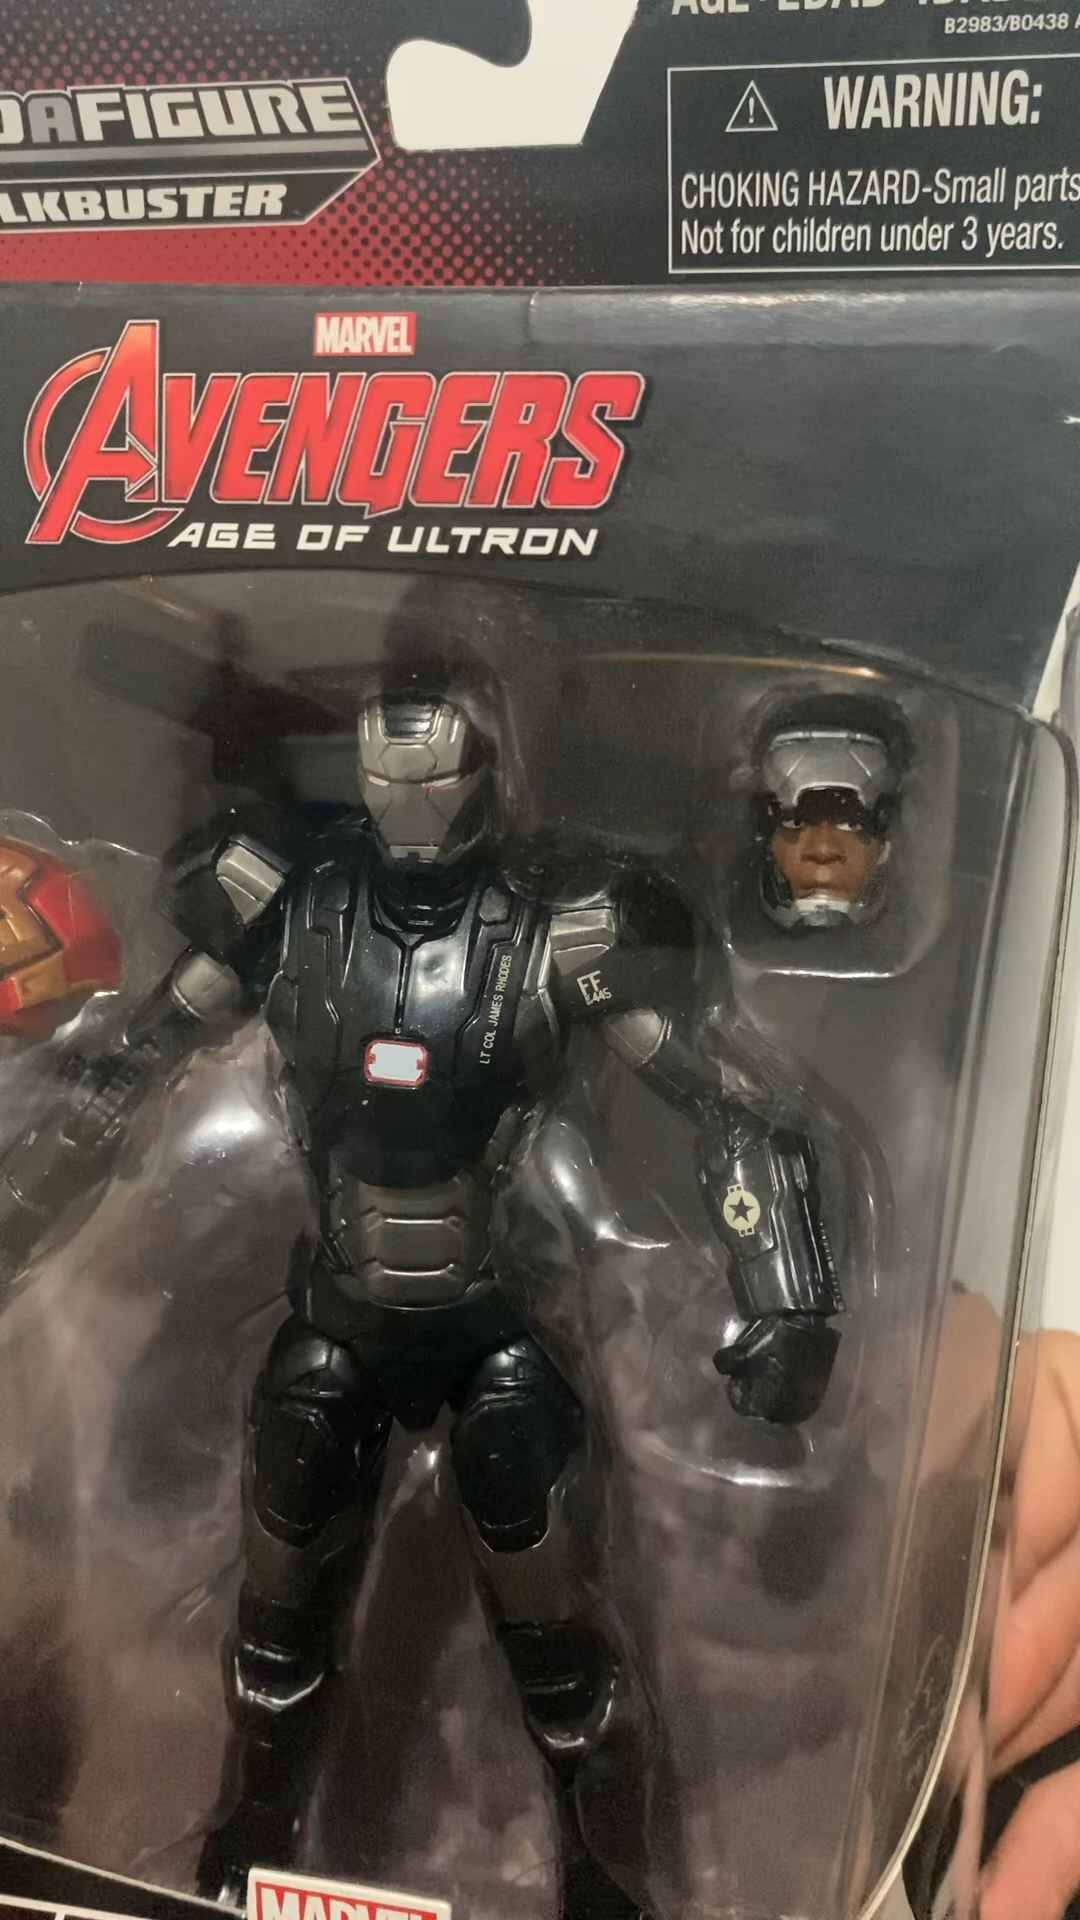 B2983/B0438
DAFIGURE
LKBUSTER
WARNING:
CHOKING HAZARD-Small parts
Not for children under 3 years.
MARVEL
AVENGERS
AGE OF ULTRON
LT COL JAMES RHODES
FF
L445
MARVEL